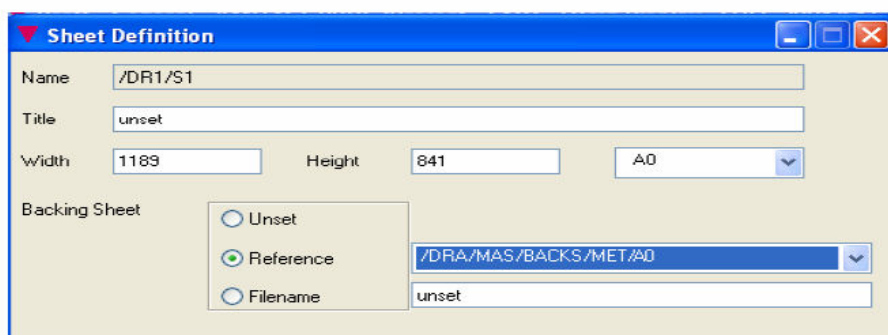 Sheet Definition
Name /DR1/S1
Title unset
Width 1189 Height 841 A0
Backing Sheet Unset
Reference /DRA/MAS/BACKS/MET/A0
Filename unset